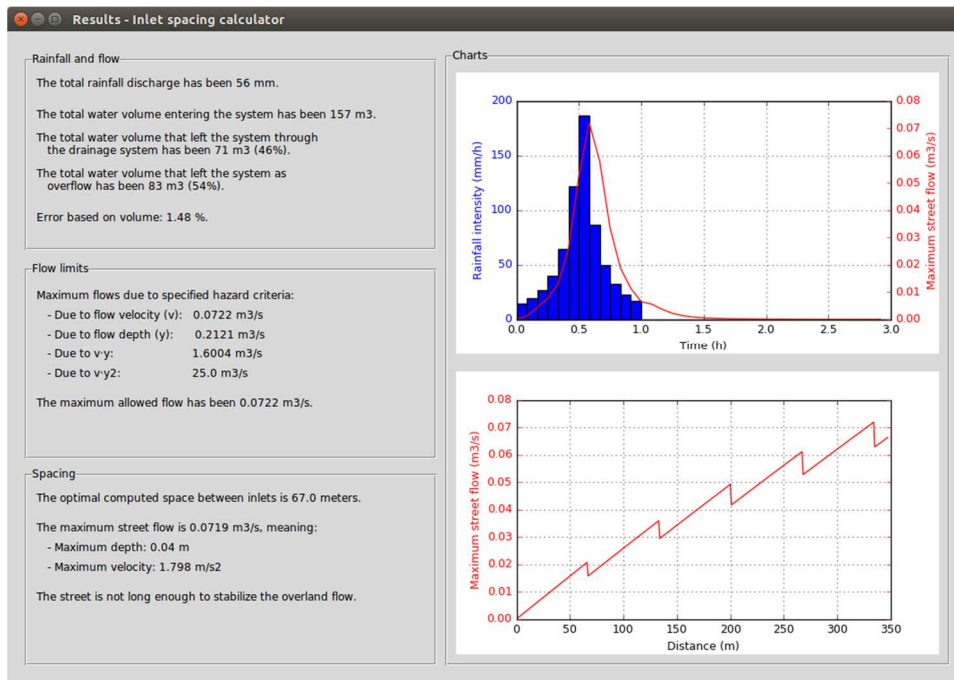 Results - Inlet spacing calculator
Rainfall and flow
The total rainfall discharge has been 56 mm.
The total water volume entering the system has been 157 m3.
The total water volume that left the system through
the drainage system has been 71 m3 (46%).
The total water volume that left the system as
overflow has been 83 m3 (54%).
Error based on volume: 1.48 %.
Flow limits
Maximum flows due to specified hazard criteria:
- Due to flow velocity (v): 0.0722 m3/s
- Due to flow depth (y): 0.2121 m3/s
- Due to v·y: 1.6004 m3/s
- Due to v·y2: 25.0 m3/s
The maximum allowed flow has been 0.0722 m3/s.
Spacing
The optimal computed space between inlets is 67.0 meters.
The maximum street flow is 0.0719 m3/s, meaning:
- Maximum depth: 0.04 m
- Maximum velocity: 1.798 m/s2
The street is not long enough to stabilize the overland flow.
Charts
200
150
100
50
0
Rainfall intensity (mm/h)
0.08
0.07
0.06
0.05
0.04
0.03
0.02
0.01
0.00
Maximum street flow (m3/s)
0.0 0.5 1.0 1.5 2.0 2.5 3.0
Time (h)
0.08
0.07
0.06
0.05
0.04
0.03
0.02
0.01
0.00
Maximum street flow (m3/s)
0 50 100 150 200 250 300 350
Distance (m)